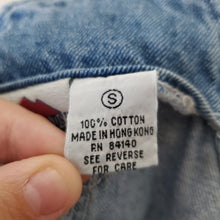 S
100% COTTON
MADE IN HONG KONG
RN 84140
SEE REVERSE
FOR CARE